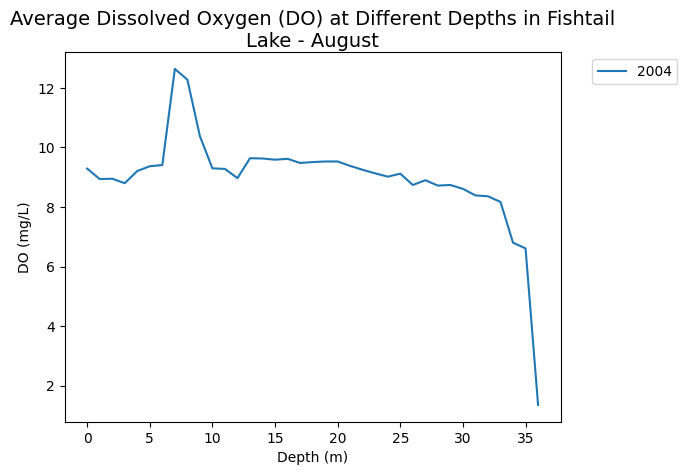 Average Dissolved Oxygen (DO) at Different Depths in Fishtail
Lake - August
2004
12
10
8
6
4
2
DO (mg/L)
0 5 10 15 20 25 30 35
Depth (m)